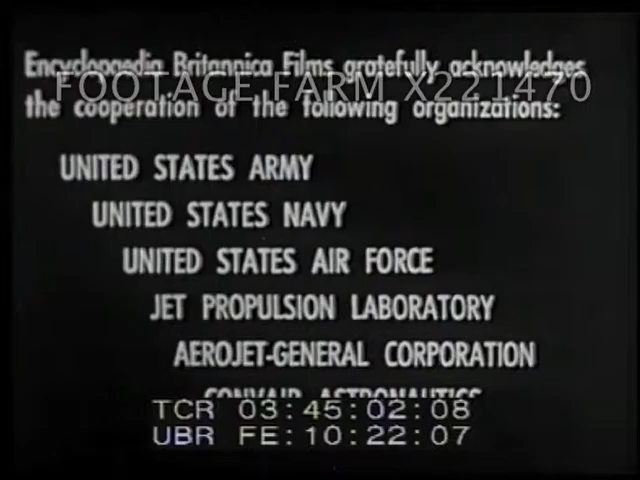 Encyclopaedia Britannica Films gratefully acknowledges
FOOTAGE FARM X221470
the cooperation of the following organizations:
UNITED STATES ARMY
UNITED STATES NAVY
UNITED STATES AIR FORCE
JET PROPULSION LABORATORY
AEROJET-GENERAL CORPORATION
CONVAIR ASTRONAUTICS
TCR 03:45:02:08
UBR FE:10:22:07